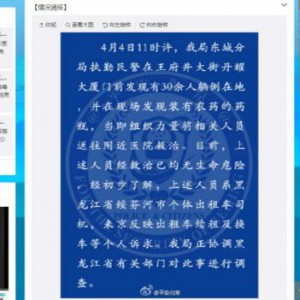 【情况通报】
收起 查看大图 向左旋转 向右旋转
4月4日11时许，我局东城分
局执勤民警在王府井大街丹耀
大厦门前发现有30余人躺倒在地
，并在现场发现装有农药的药
瓶，当即组织力量将相关人员
送往附近医院救治，目前，上
述人员经救治已均无生命危险
。经初步了解，上述人员系黑
龙江省绥芬河市个体出租车司
机，来京反映出租车续租及换
车等个人诉求。我局正协调黑
龙江省有关部门对此事进行调
查。
@平安北京